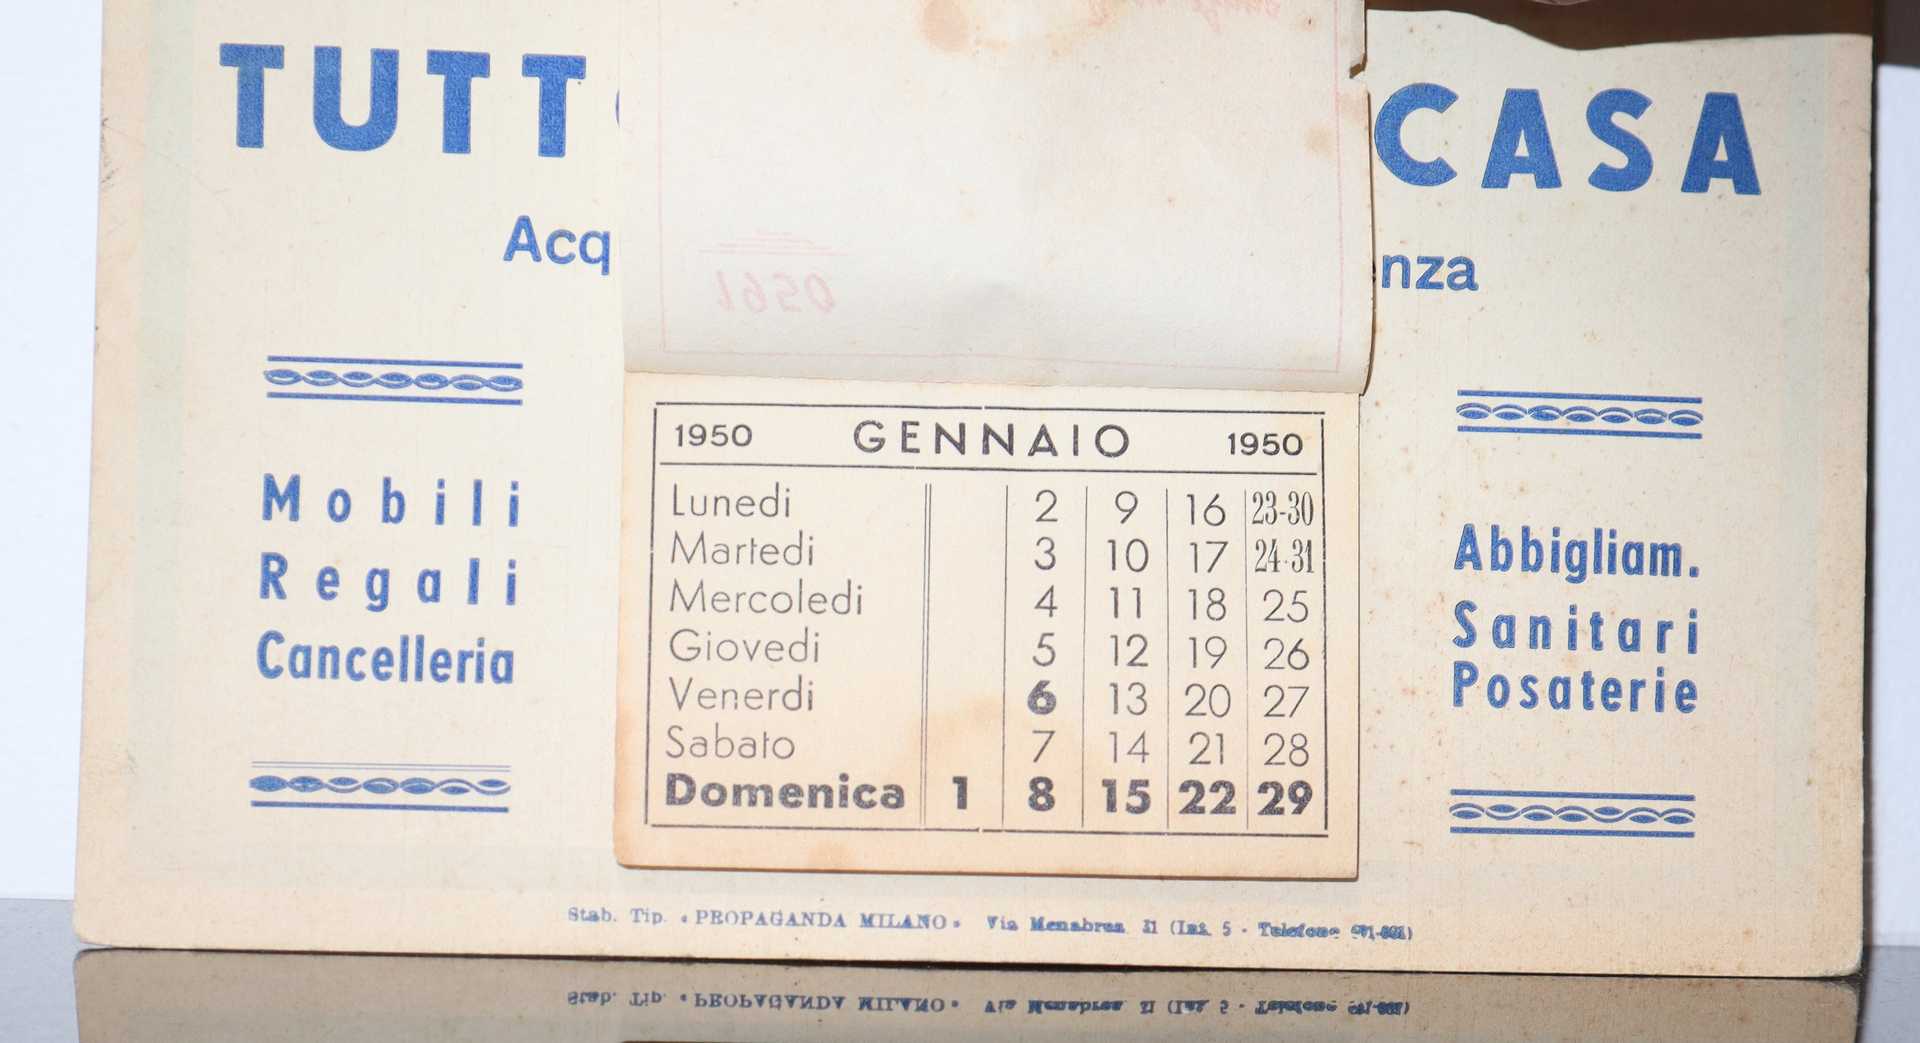 TUTT CASA
Acq nza
Mobili
Regali
Cancelleria
1950 GENNAIO 1950
Lunedi 2 9 16 23-30
Martedi 3 10 17 24-31
Mercoledi 4 11 18 25
Giovedi 5 12 19 26
Venerdi 6 13 20 27
Sabato 7 14 21 28
Domenica 1 8 15 22 29
Abbigliam.
Sanitari
Posaterie
Stab. Tip. « PROPAGANDA MILANO » Via Menabrea (Int. 5 - Telefono
1950